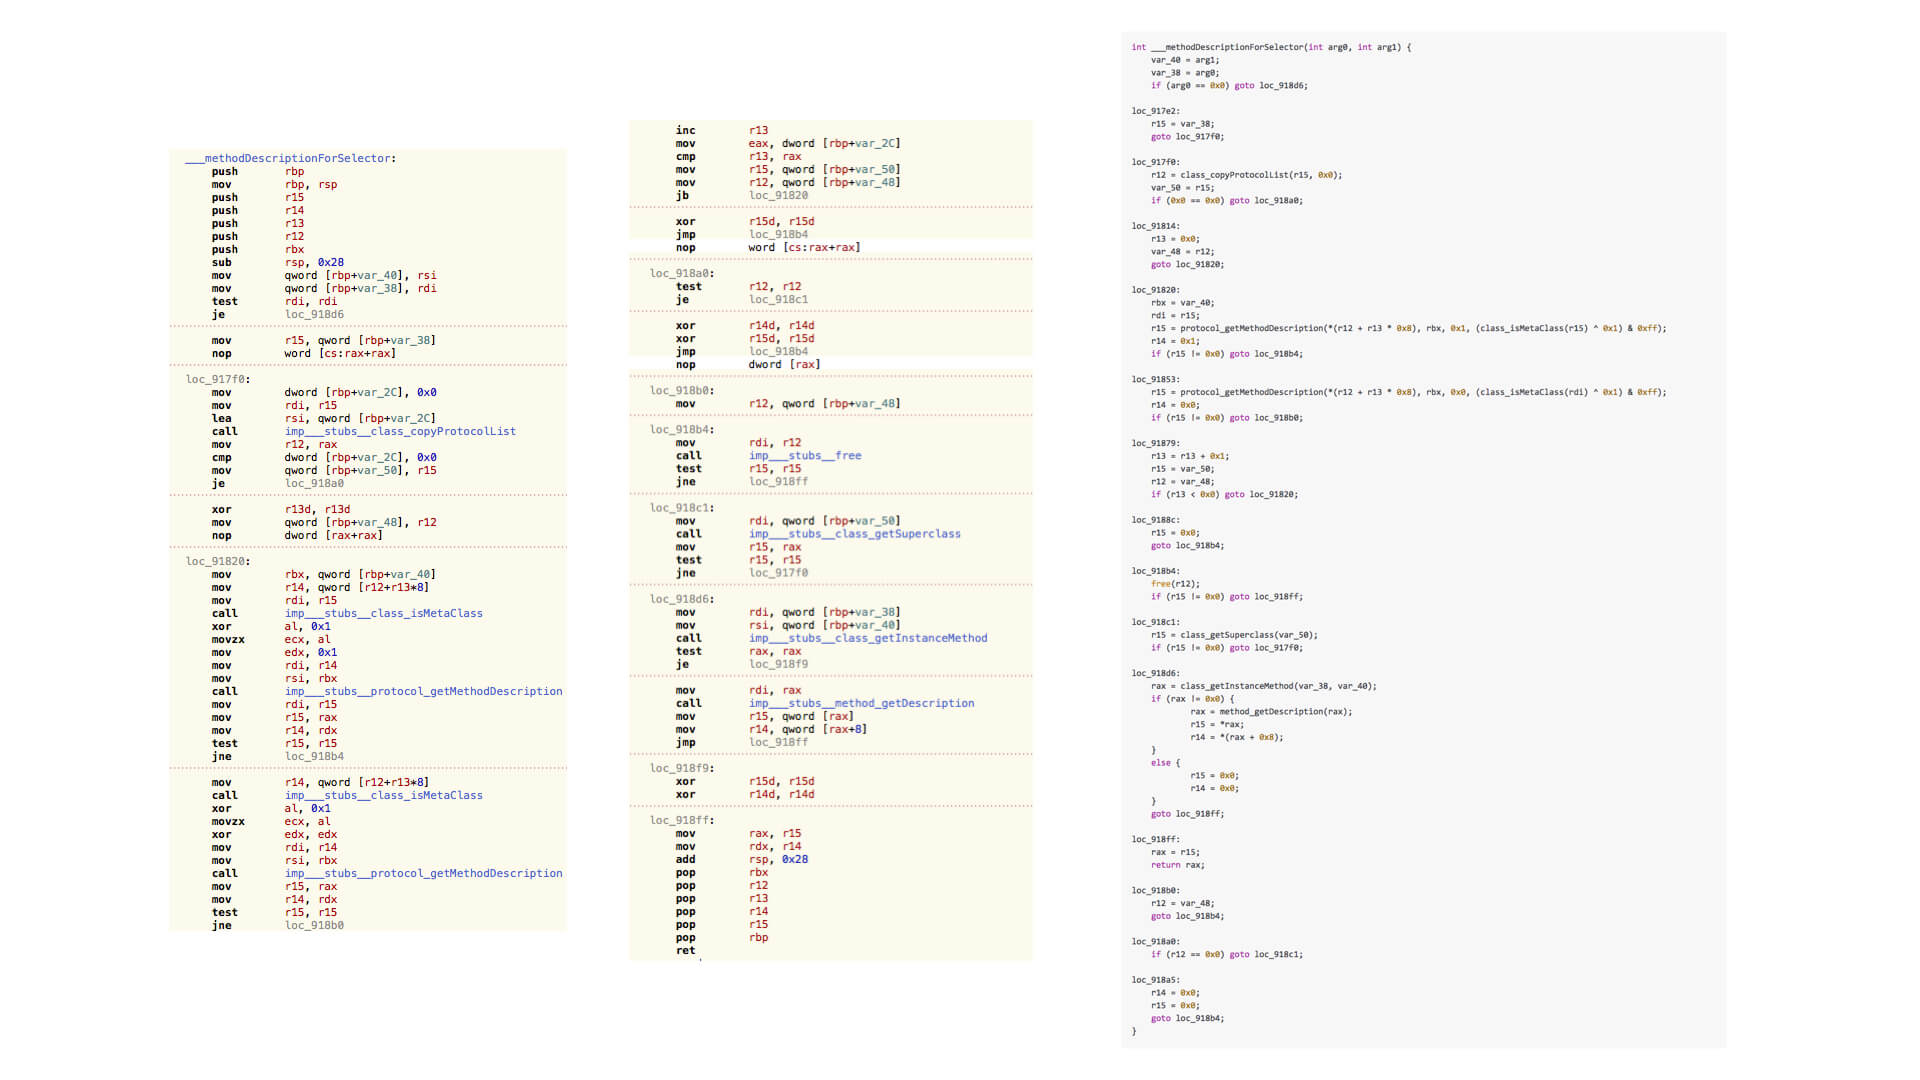 ___methodDescriptionForSelector:
push rbp
mov rbp, rsp
push r15
push r14
push r13
push r12
push rbx
sub rsp, 0x28
mov qword [rbp+var_40], rsi
mov qword [rbp+var_38], rdi
test rdi, rdi
je loc_918d6
mov r15, qword [rbp+var_38]
nop word [cs:rax+rax]
loc_917f0:
mov dword [rbp+var_2C], 0x0
mov rdi, r15
lea rsi, qword [rbp+var_2C]
call imp___stubs__class_copyProtocolList
mov r12, rax
cmp dword [rbp+var_2C], 0x0
mov qword [rbp+var_50], r15
je loc_918a0
xor r13d, r13d
mov qword [rbp+var_48], r12
nop dword [rax+rax]
loc_91820:
mov rbx, qword [rbp+var_40]
mov r14, qword [r12+r13*8]
mov rdi, r15
call imp___stubs__class_isMetaClass
xor al, 0x1
movzx ecx, al
mov edx, 0x1
mov rdi, r14
mov rsi, rbx
call imp___stubs__protocol_getMethodDescription
mov rdi, r15
mov r15, rax
mov r14, rdx
test r15, r15
jne loc_918b4
mov r14, qword [r12+r13*8]
call imp___stubs__class_isMetaClass
xor al, 0x1
movzx ecx, al
xor edx, edx
mov rdi, r14
mov rsi, rbx
call imp___stubs__protocol_getMethodDescription
mov r15, rax
mov r14, rdx
test r15, r15
jne loc_918b0
inc r13
mov eax, dword [rbp+var_2C]
cmp r13, rax
mov r15, qword [rbp+var_50]
mov r12, qword [rbp+var_48]
jb loc_91820
xor r15d, r15d
jmp loc_918b4
nop word [cs:rax+rax]
loc_918a0:
test r12, r12
je loc_918c1
xor r14d, r14d
xor r15d, r15d
jmp loc_918b4
nop dword [rax]
loc_918b0:
mov r12, qword [rbp+var_48]
loc_918b4:
mov rdi, r12
call imp___stubs__free
test r15, r15
jne loc_918ff
loc_918c1:
mov rdi, qword [rbp+var_50]
call imp___stubs__class_getSuperclass
mov r15, rax
test r15, r15
jne loc_917f0
loc_918d6:
mov rdi, qword [rbp+var_38]
mov rsi, qword [rbp+var_40]
call imp___stubs__class_getInstanceMethod
test rax, rax
je loc_918f9
mov rdi, rax
call imp___stubs__method_getDescription
mov r15, qword [rax]
mov r14, qword [rax+8]
jmp loc_918ff
loc_918f9:
xor r15d, r15d
xor r14d, r14d
loc_918ff:
mov rax, r15
mov rdx, r14
add rsp, 0x28
pop rbx
pop r12
pop r13
pop r14
pop r15
pop rbp
ret
int ___methodDescriptionForSelector(int arg0, int arg1) {
var_40 = arg1;
var_38 = arg0;
if (arg0 == 0x0) goto loc_918d6;
loc_917e2:
r15 = var_38;
goto loc_917f0;
loc_917f0:
r12 = class_copyProtocolList(r15, 0x0);
var_50 = r15;
if (0x0 == 0x0) goto loc_918a0;
loc_91814:
r13 = 0x0;
var_48 = r12;
goto loc_91820;
loc_91820:
rbx = var_40;
rdi = r15;
r15 = protocol_getMethodDescription(*(r12 + r13 * 0x8), rbx, 0x1, (class_isMetaClass(r15) ^ 0x1) & 0xff);
r14 = 0x1;
if (r15 != 0x0) goto loc_918b4;
loc_91853:
r15 = protocol_getMethodDescription(*(r12 + r13 * 0x8), rbx, 0x0, (class_isMetaClass(rdi) ^ 0x1) & 0xff);
r14 = 0x0;
if (r15 != 0x0) goto loc_918b0;
loc_91879:
r13 = r13 + 0x1;
r15 = var_50;
r12 = var_48;
if (r13 < 0x0) goto loc_91820;
loc_9188c:
r15 = 0x0;
goto loc_918b4;
loc_918b4:
free(r12);
if (r15 != 0x0) goto loc_918ff;
loc_918c1:
r15 = class_getSuperclass(var_50);
if (r15 != 0x0) goto loc_917f0;
loc_918d6:
rax = class_getInstanceMethod(var_38, var_40);
if (rax != 0x0) {
rax = method_getDescription(rax);
r15 = *rax;
r14 = *(rax + 0x8);
}
else {
r15 = 0x0;
r14 = 0x0;
}
goto loc_918ff;
loc_918ff:
rax = r15;
return rax;
loc_918b0:
r12 = var_48;
goto loc_918b4;
loc_918a0:
if (r12 == 0x0) goto loc_918c1;
loc_918a5:
r14 = 0x0;
r15 = 0x0;
goto loc_918b4;
}